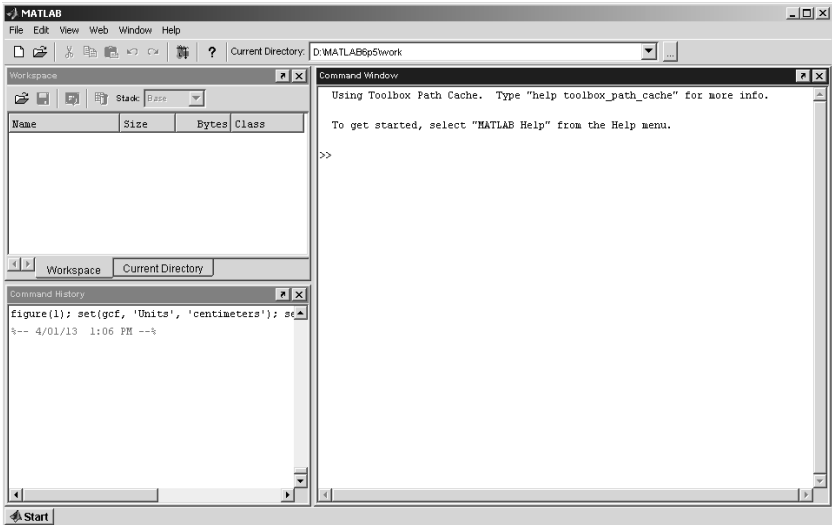 MATLAB
File Edit View Web Window Help
? Current Directory: D:\MATLAB6p5\work ...
Workspace
Stack: Base
Name Size Bytes Class
Workspace Current Directory
Command History
figure(1); set(gcf, 'Units', 'centimeters'); se
%-- 4/01/13 1:06 PM --%
Command Window
Using Toolbox Path Cache. Type "help toolbox_path_cache" for more info.
To get started, select "MATLAB Help" from the Help menu.
>>
Start